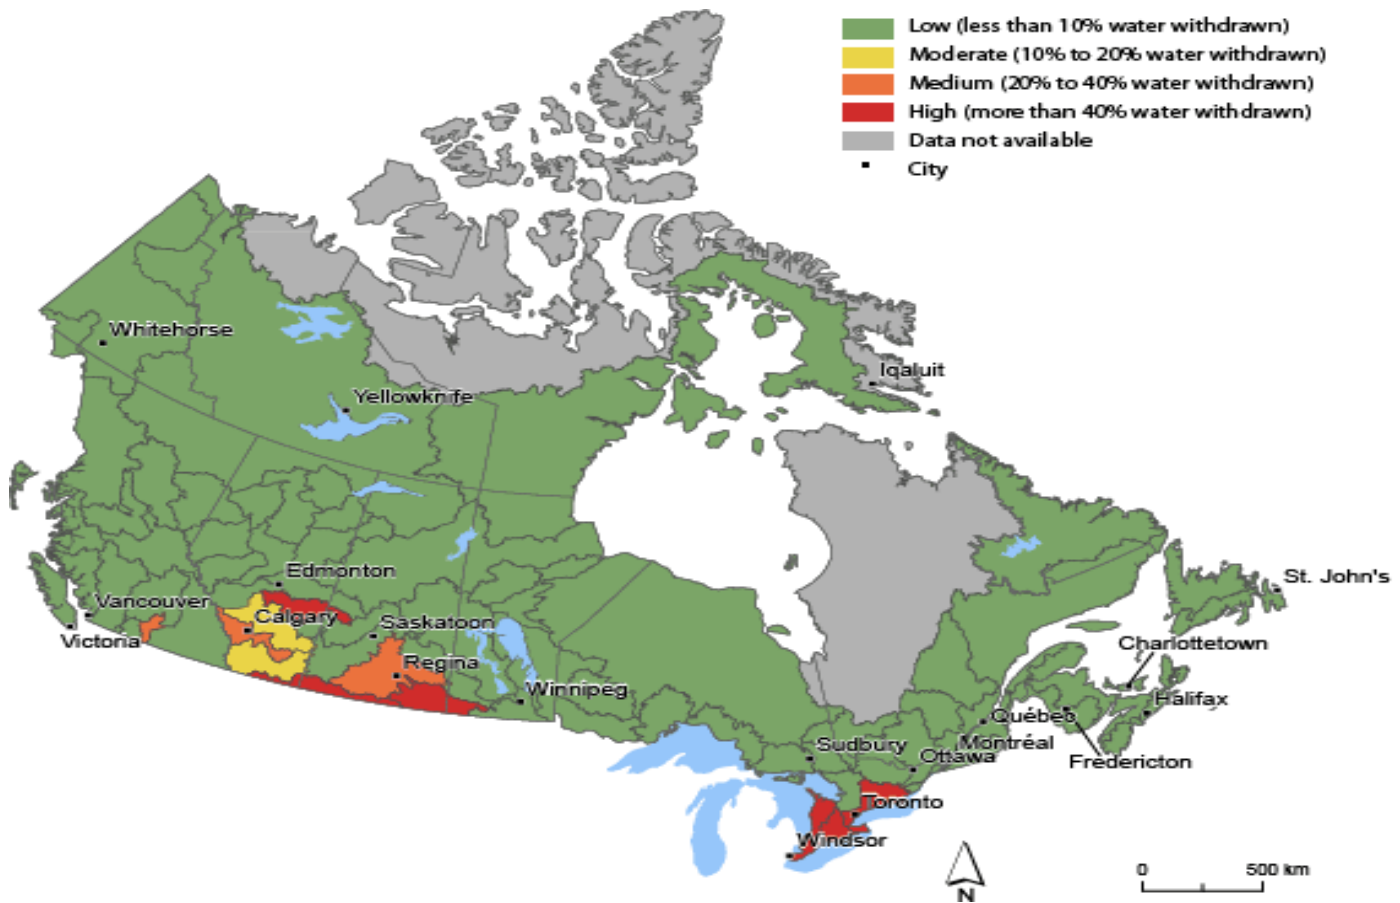 Low (less than 10% water withdrawn)
Moderate (10% to 20% water withdrawn)
Medium (20% to 40% water withdrawn)
High (more than 40% water withdrawn)
Data not available
City
Whitehorse
Iqaluit
Yellowknife
Edmonton
St. John's
Vancouver
Calgary
Saskatoon
Victoria
Charlottetown
Regina
Winnipeg
Halifax
Québec
Sudbury
Montréal
Ottawa
Fredericton
Toronto
Windsor
0 500 km
N